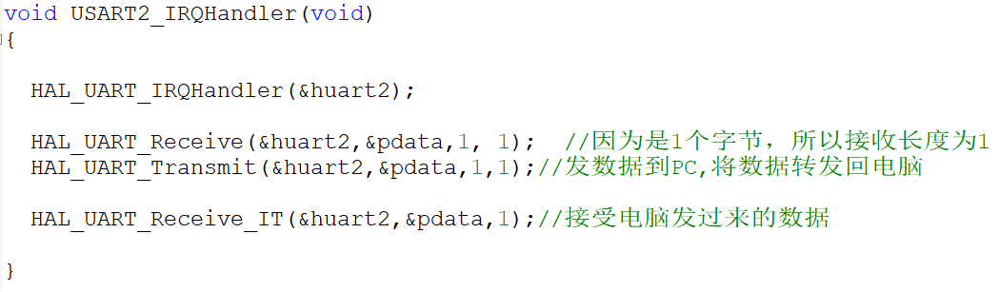 void USART2_IRQHandler(void)
{
HAL_UART_IRQHandler(&huart2);
HAL_UART_Receive(&huart2,&pdata,1, 1);  //因为是1个字节，所以接收长度为1
HAL_UART_Transmit(&huart2,&pdata,1,1);//发数据到PC,将数据转发回电脑
HAL_UART_Receive_IT(&huart2,&pdata,1);//接受电脑发过来的数据
}